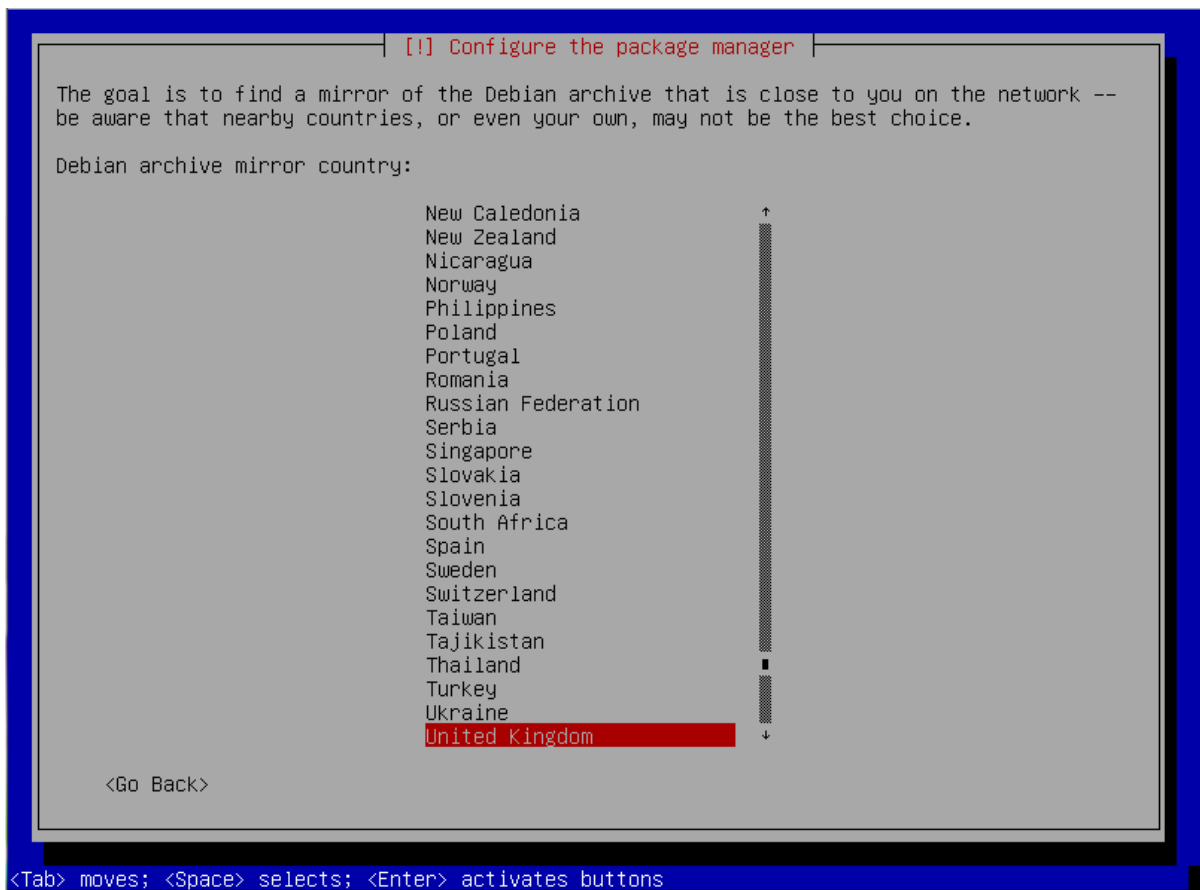 [!] Configure the package manager
The goal is to find a mirror of the Debian archive that is close to you on the network --
be aware that nearby countries, or even your own, may not be the best choice.
Debian archive mirror country:
New Caledonia
New Zealand
Nicaragua
Norway
Philippines
Poland
Portugal
Romania
Russian Federation
Serbia
Singapore
Slovakia
Slovenia
South Africa
Spain
Sweden
Switzerland
Taiwan
Tajikistan
Thailand
Turkey
Ukraine
United Kingdom
<Go Back>
<Tab> moves; <Space> selects; <Enter> activates buttons